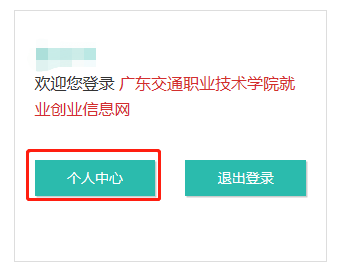 欢迎您登录 广东交通职业技术学院就
业创业信息网
个人中心
退出登录